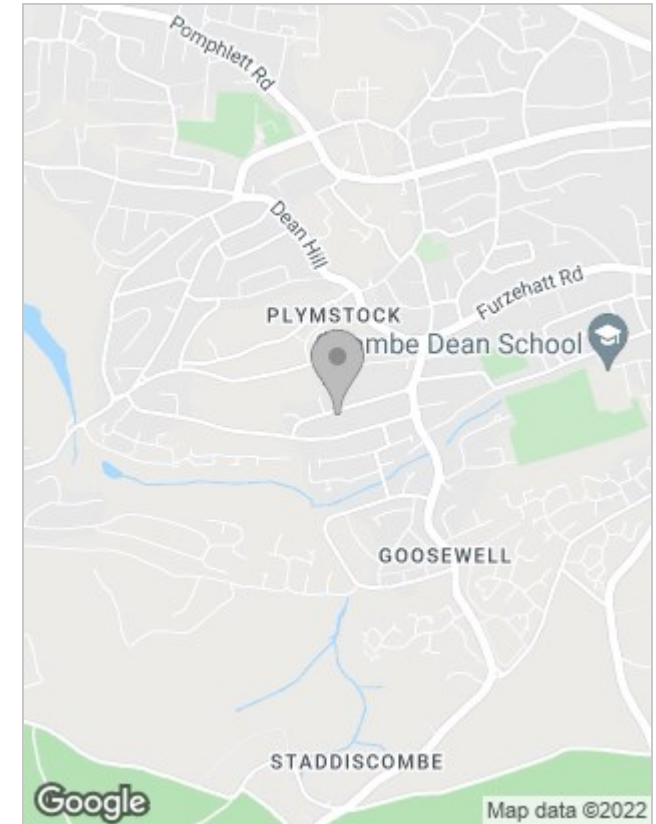 Pomphlett Rd
Dean Hill
Furzehatt Rd
PLYMSTOCK
mbe Dean School
GOOSEWELL
STADDISCOMBE
Google
Map data ©2022